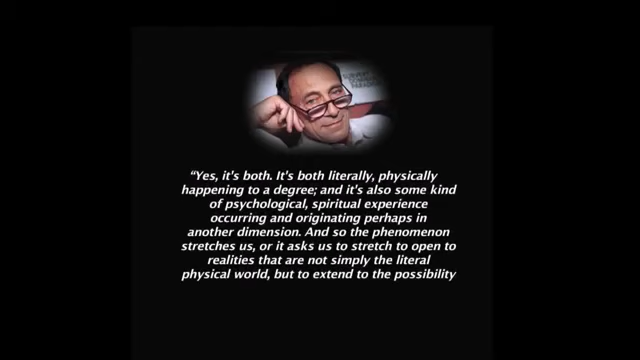 “Yes, it's both. It's both literally, physically
happening to a degree; and it's also some kind
of psychological, spiritual experience
occurring and originating perhaps in
another dimension. And so the phenomenon
stretches us, or it asks us to stretch to open to
realities that are not simply the literal
physical world, but to extend to the possibility